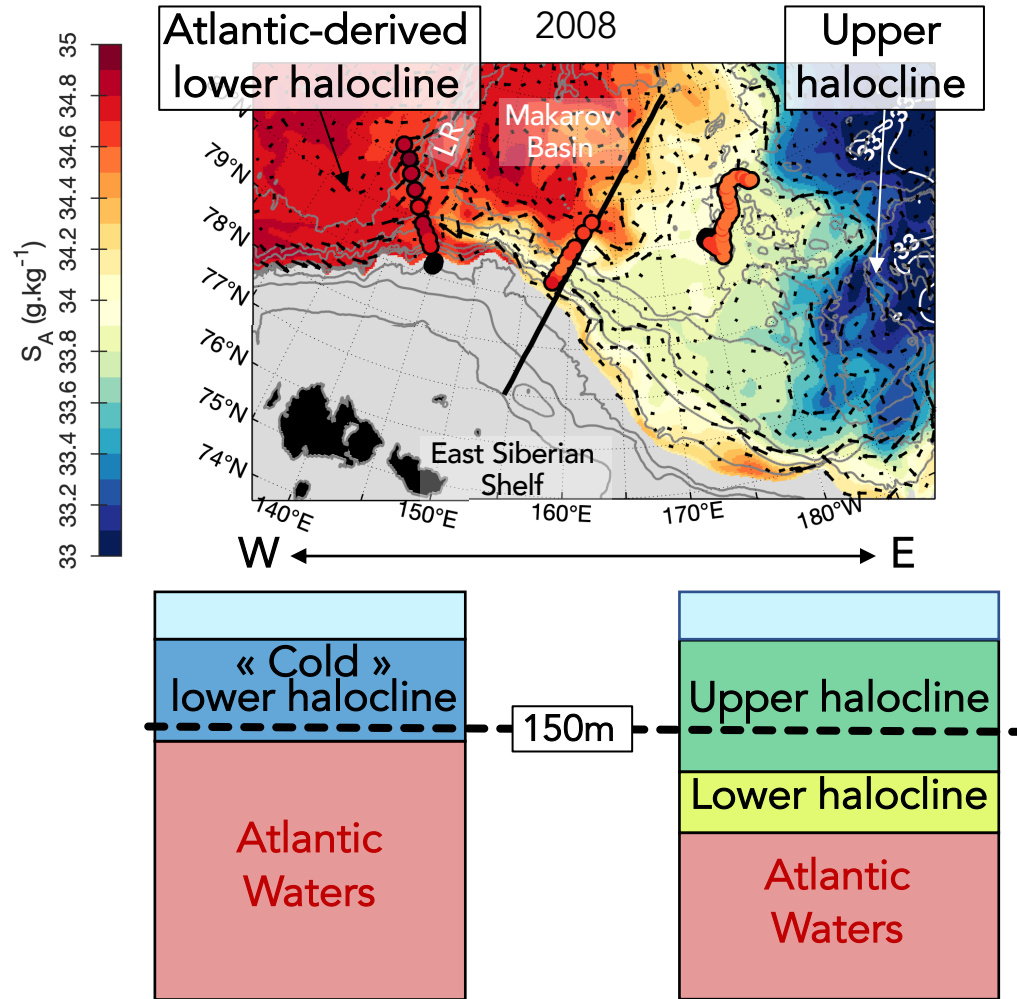 Atlantic-derived
lower halocline
2008
Upper
halocline
35
34.8
34.6
34.4
34.2
34
33.8
33.6
33.4
33.2
33
S_A (g.kg⁻¹)
79°N
78°N
77°N
76°N
75°N
74°N
LR
Makarov
Basin
33
33
East Siberian
Shelf
140°E
150°E
160°E
170°E
180°W
W
E
« Cold »
lower halocline
150m
Upper halocline
Lower halocline
Atlantic
Waters
Atlantic
Waters